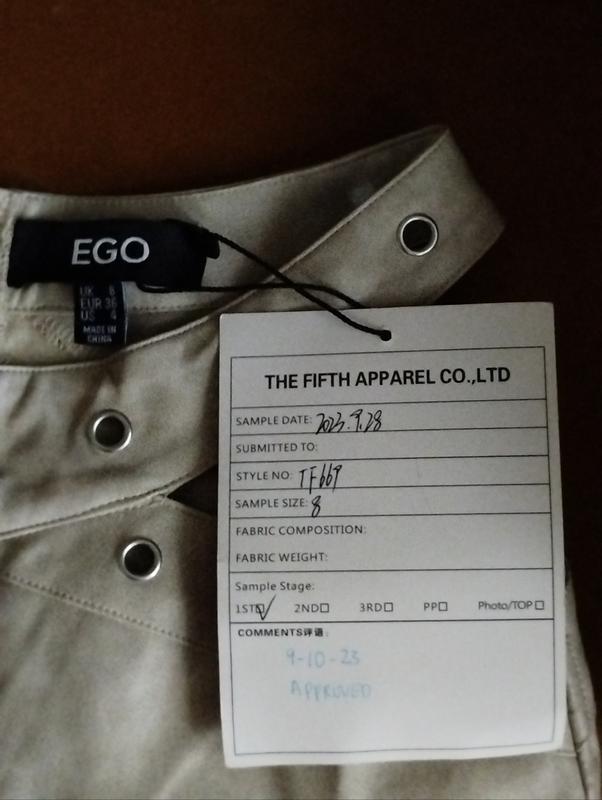 EGO
UK 8
EUR 36
US 4
MADE IN
CHINA
THE FIFTH APPAREL CO.,LTD
SAMPLE DATE: 2023.9.28
SUBMITTED TO:
STYLE NO: TF669
SAMPLE SIZE: 8
FABRIC COMPOSITION:
FABRIC WEIGHT:
Sample Stage:
1ST 2ND 3RD PP Photo/TOP
COMMENTS评语:
9-10-23
APPROVED